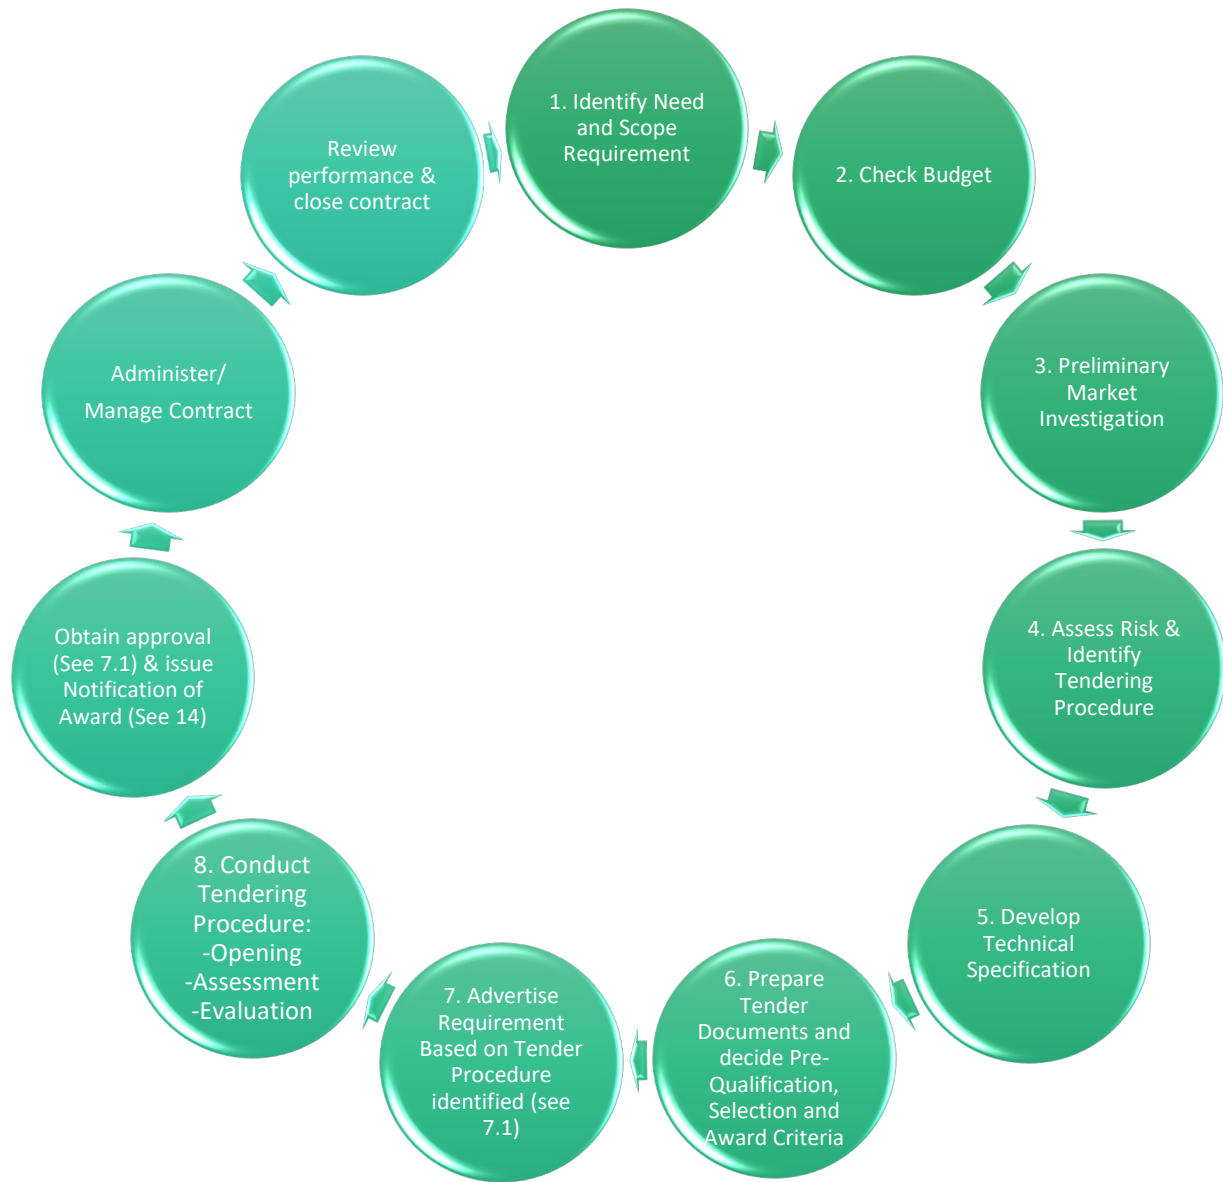 1. Identify Need
and Scope
Requirement
2. Check Budget
3. Preliminary
Market
Investigation
4. Assess Risk &
Identify
Tendering
Procedure
5. Develop
Technical
Specification
6. Prepare
Tender
Documents and
decide Pre-
Qualification,
Selection and
Award Criteria
7. Advertise
Requirement
Based on Tender
Procedure
identified (see
7.1)
8. Conduct
Tendering
Procedure:
-Opening
-Assessment
-Evaluation
Obtain approval
(See 7.1) & issue
Notification of
Award (See 14)
Administer/
Manage Contract
Review
performance &
close contract